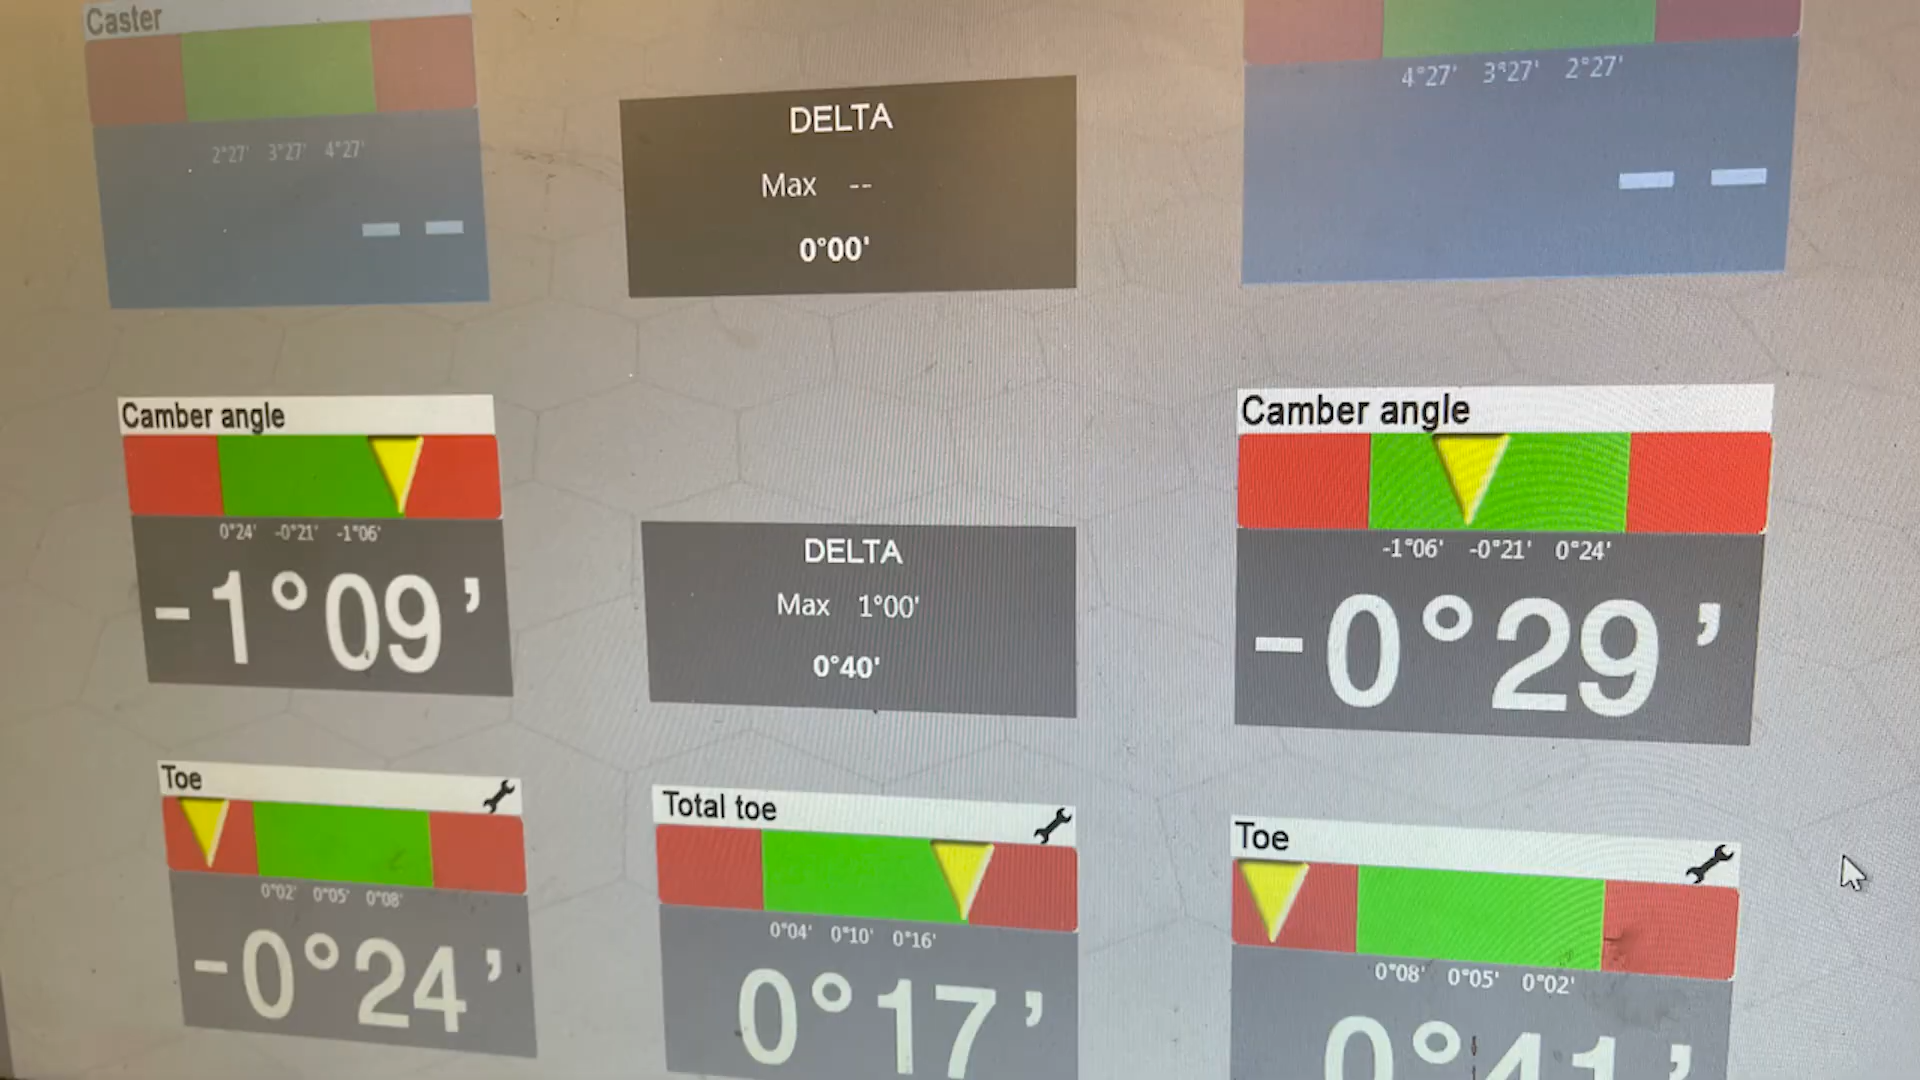 Caster
2°27' 3°27' 4°27'
-- 
DELTA
Max --
0°00'
4°27' 3°27' 2°27'
--
Camber angle
0°24' -0°21' -1°06'
-1°09'
DELTA
Max 1°00'
0°40'
Camber angle
-1°06' -0°21' 0°24'
-0°29'
Toe
0°02' 0°05' 0°08'
-0°24'
Total toe
0°04' 0°10' 0°16'
0°17'
Toe
0°08' 0°05' 0°02'
0°41'